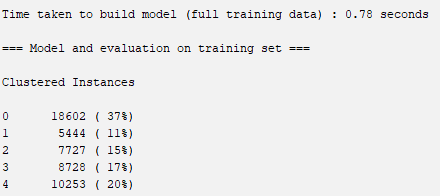 Time taken to build model (full training data) : 0.78 seconds
=== Model and evaluation on training set ===
Clustered Instances
0 18602 ( 37%)
1 5444 ( 11%)
2 7727 ( 15%)
3 8728 ( 17%)
4 10253 ( 20%)